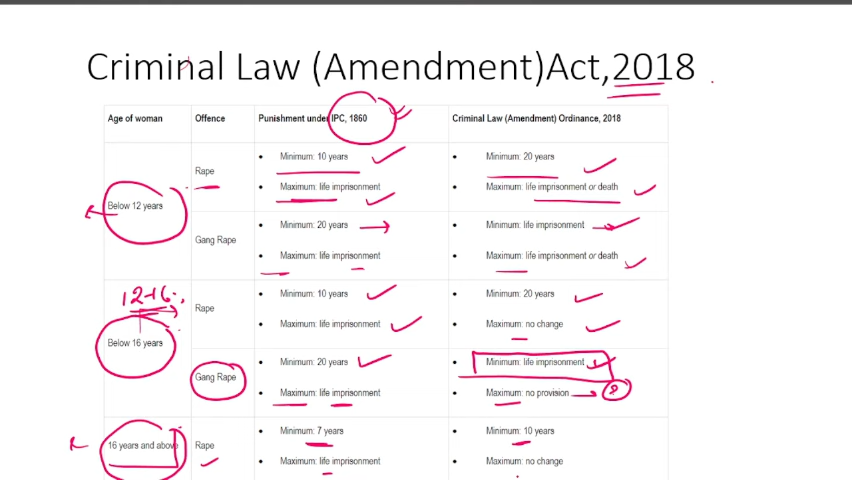 Criminal Law (Amendment)Act,2018
Age of woman Offence Punishment under IPC, 1860 Criminal Law (Amendment) Ordinance, 2018
Below 12 years
Rape
• Minimum: 10 years
• Maximum: life imprisonment
• Minimum: 20 years
• Maximum: life imprisonment or death
Gang Rape
• Minimum: 20 years
• Maximum: life imprisonment
• Minimum: life imprisonment
• Maximum: life imprisonment or death
12-16
Below 16 years
Rape
• Minimum: 10 years
• Maximum: life imprisonment
• Minimum: 20 years
• Maximum: no change
Gang Rape
• Minimum: 20 years
• Maximum: life imprisonment
• Minimum: life imprisonment
• Maximum: no provision
16 years and above
Rape
• Minimum: 7 years
• Maximum: life imprisonment
• Minimum: 10 years
• Maximum: no change